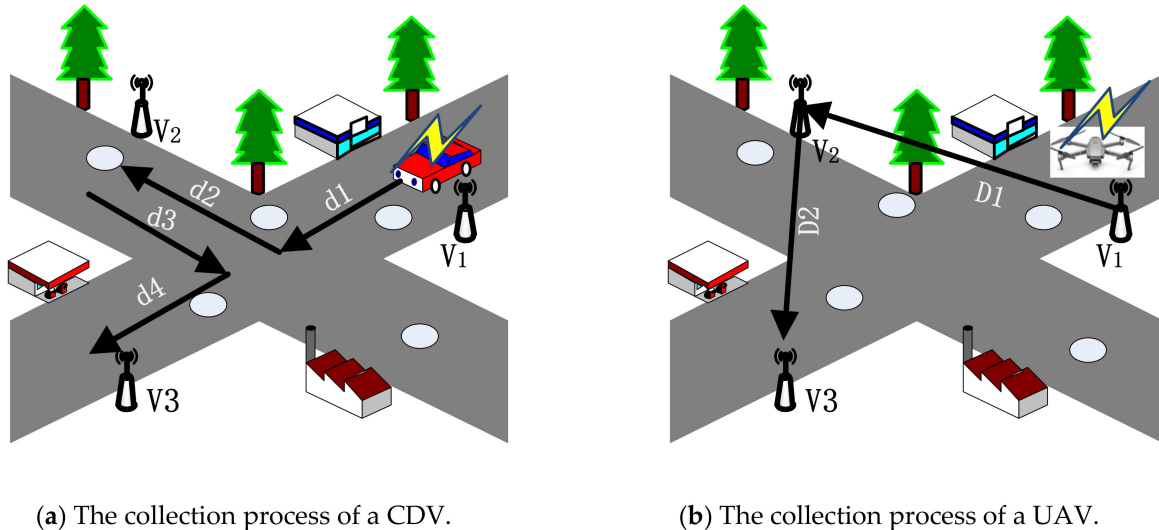 V2
d2
d1
d3
V1
d4
V3
V2
D1
D2
V1
V3
(a) The collection process of a CDV.
(b) The collection process of a UAV.